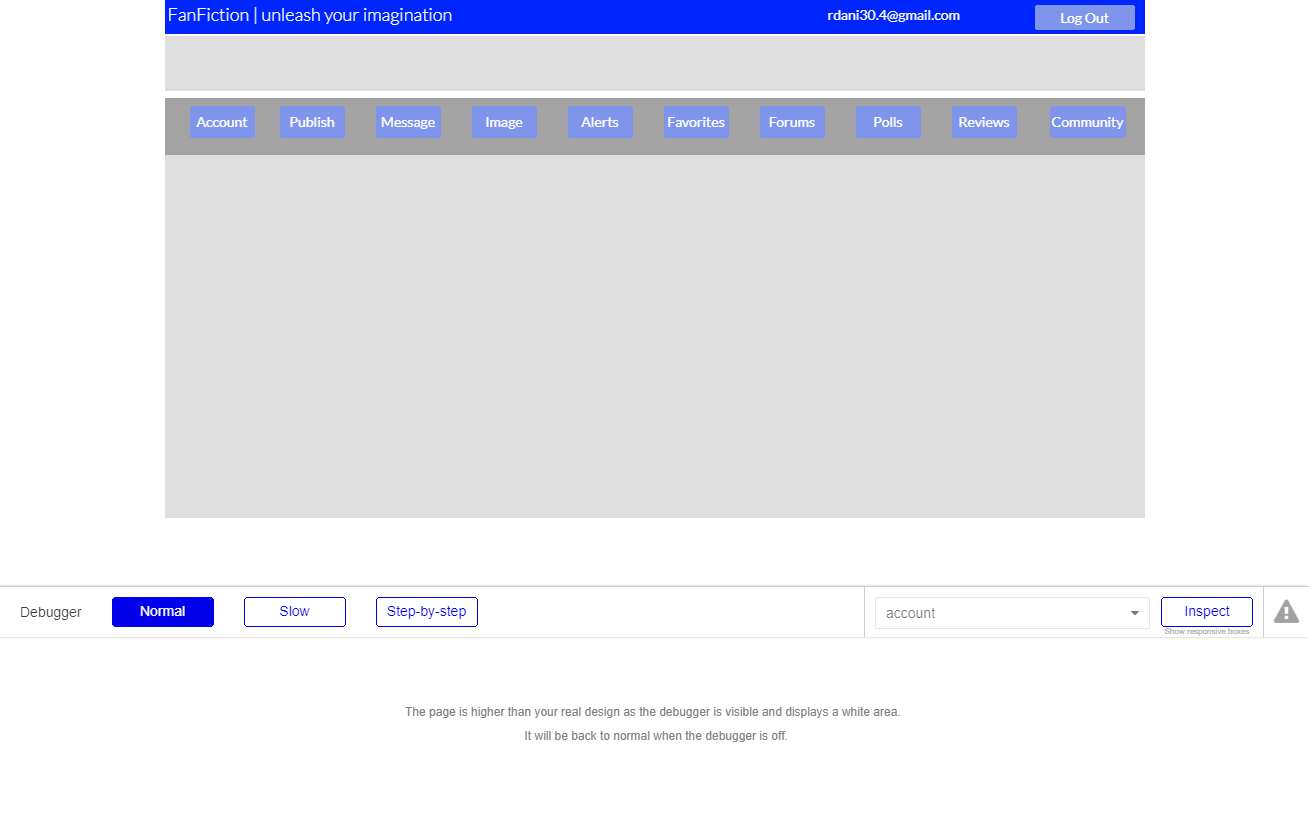 FanFiction | unleash your imagination rdani30.4@gmail.com Log Out
Account Publish Message Image Alerts Favorites Forums Polls Reviews Community
Debugger Normal Slow Step-by-step account Inspect
Show responsive boxes
The page is higher than your real design as the debugger is visible and displays a white area.
It will be back to normal when the debugger is off.